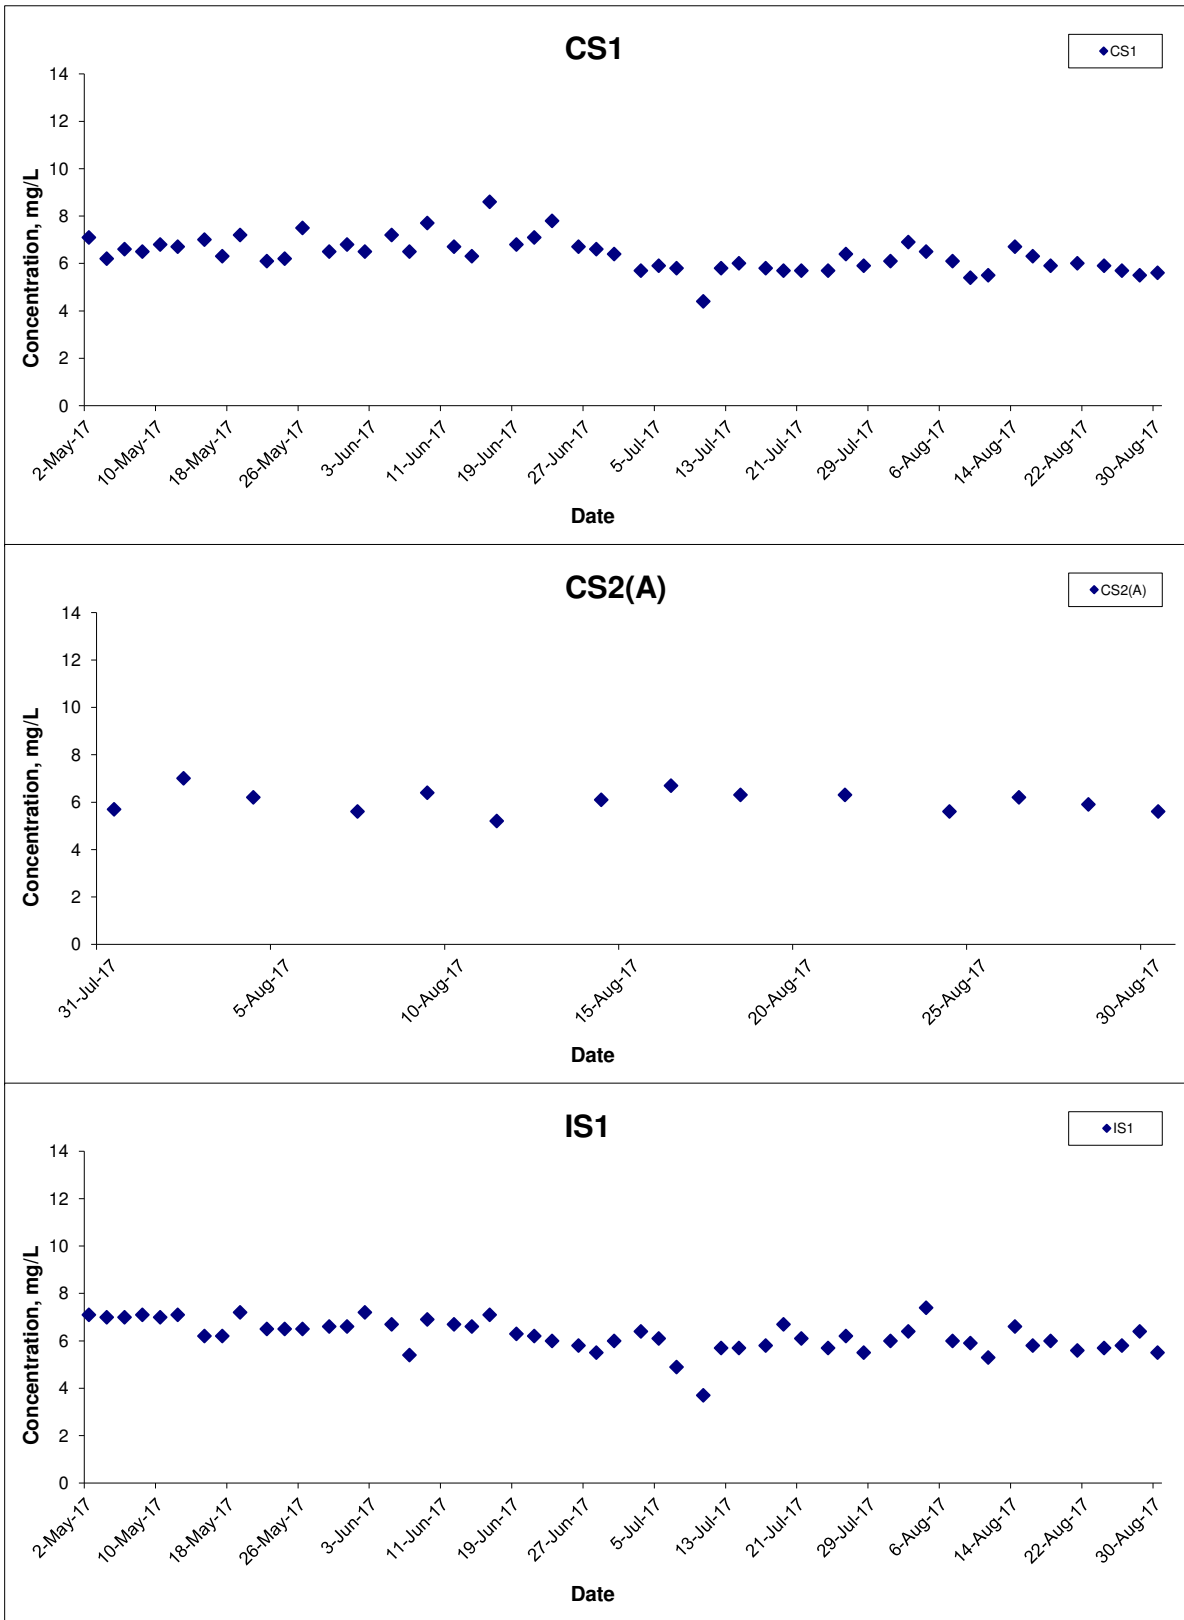 CS1
CS1
Concentration, mg/L
14
12
10
8
6
4
2
0
2-May-17
10-May-17
18-May-17
26-May-17
3-Jun-17
11-Jun-17
19-Jun-17
27-Jun-17
5-Jul-17
13-Jul-17
21-Jul-17
29-Jul-17
6-Aug-17
14-Aug-17
22-Aug-17
30-Aug-17
Date
CS2(A)
CS2(A)
Concentration, mg/L
14
12
10
8
6
4
2
0
31-Jul-17
5-Aug-17
10-Aug-17
15-Aug-17
20-Aug-17
25-Aug-17
30-Aug-17
Date
IS1
IS1
Concentration, mg/L
14
12
10
8
6
4
2
0
2-May-17
10-May-17
18-May-17
26-May-17
3-Jun-17
11-Jun-17
19-Jun-17
27-Jun-17
5-Jul-17
13-Jul-17
21-Jul-17
29-Jul-17
6-Aug-17
14-Aug-17
22-Aug-17
30-Aug-17
Date